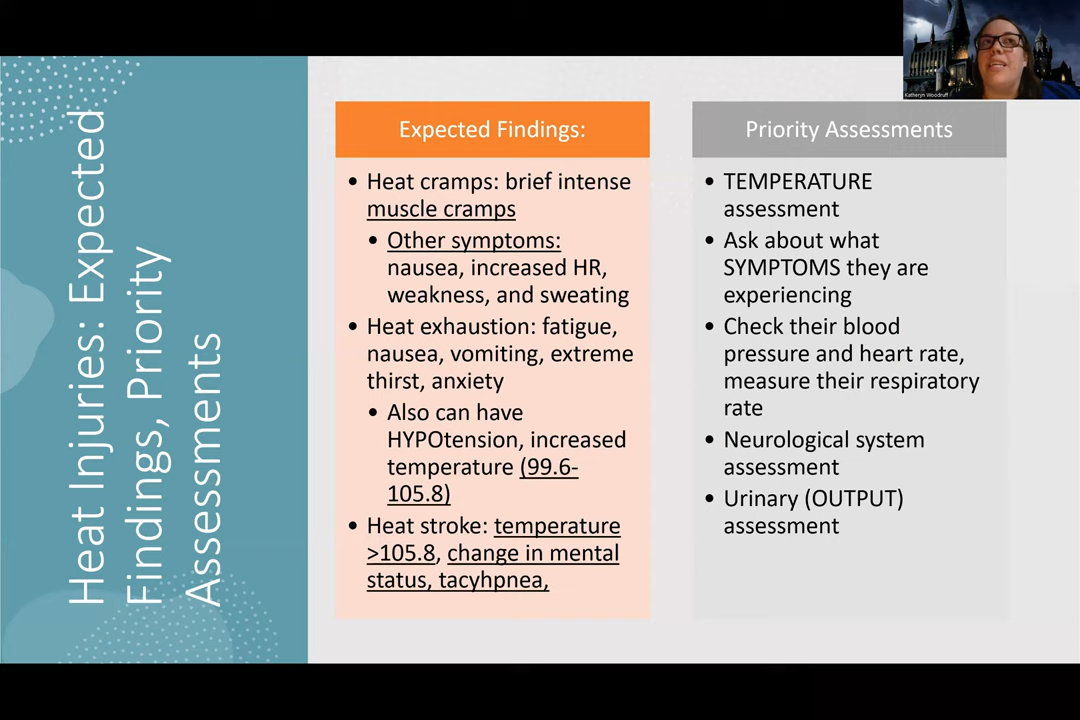 Heat Injuries: Expected
Findings, Priority
Assessments
Expected Findings:
• Heat cramps: brief intense
muscle cramps
• Other symptoms:
nausea, increased HR,
weakness, and sweating
• Heat exhaustion: fatigue,
nausea, vomiting, extreme
thirst, anxiety
• Also can have
HYPOtension, increased
temperature (99.6-
105.8)
• Heat stroke: temperature
>105.8, change in mental
status, tacyhpnea,
Priority Assessments
• TEMPERATURE
assessment
• Ask about what
SYMPTOMS they are
experiencing
• Check their blood
pressure and heart rate,
measure their respiratory
rate
• Neurological system
assessment
• Urinary (OUTPUT)
assessment
Katheryn Woodruff